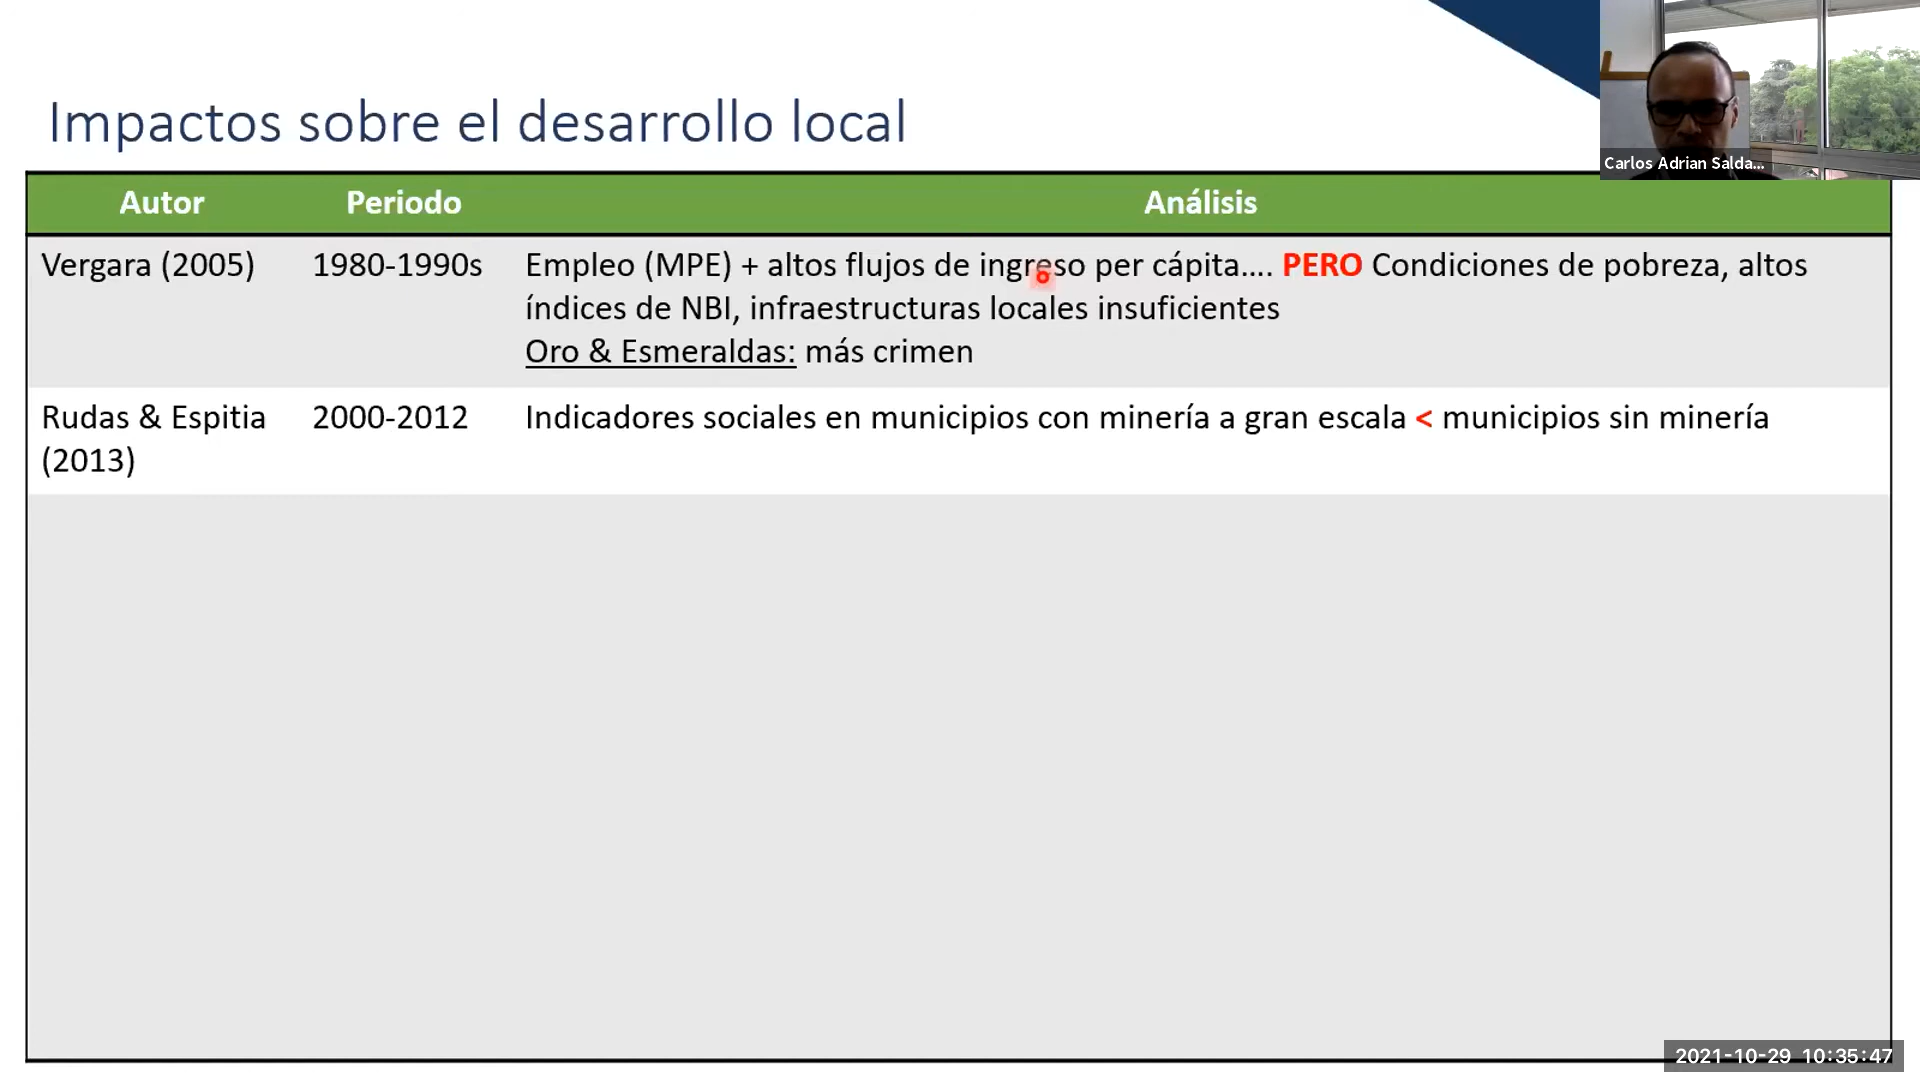 Impactos sobre el desarrollo local
Carlos Adrian Salda...
Autor Periodo Análisis
Vergara (2005) 1980-1990s Empleo (MPE) + altos flujos de ingreso per cápita.... PERO Condiciones de pobreza, altos
índices de NBI, infraestructuras locales insuficientes
Oro & Esmeraldas: más crimen
Rudas & Espitia 2000-2012 Indicadores sociales en municipios con minería a gran escala < municipios sin minería
(2013)
2021-10-29 10:35:47